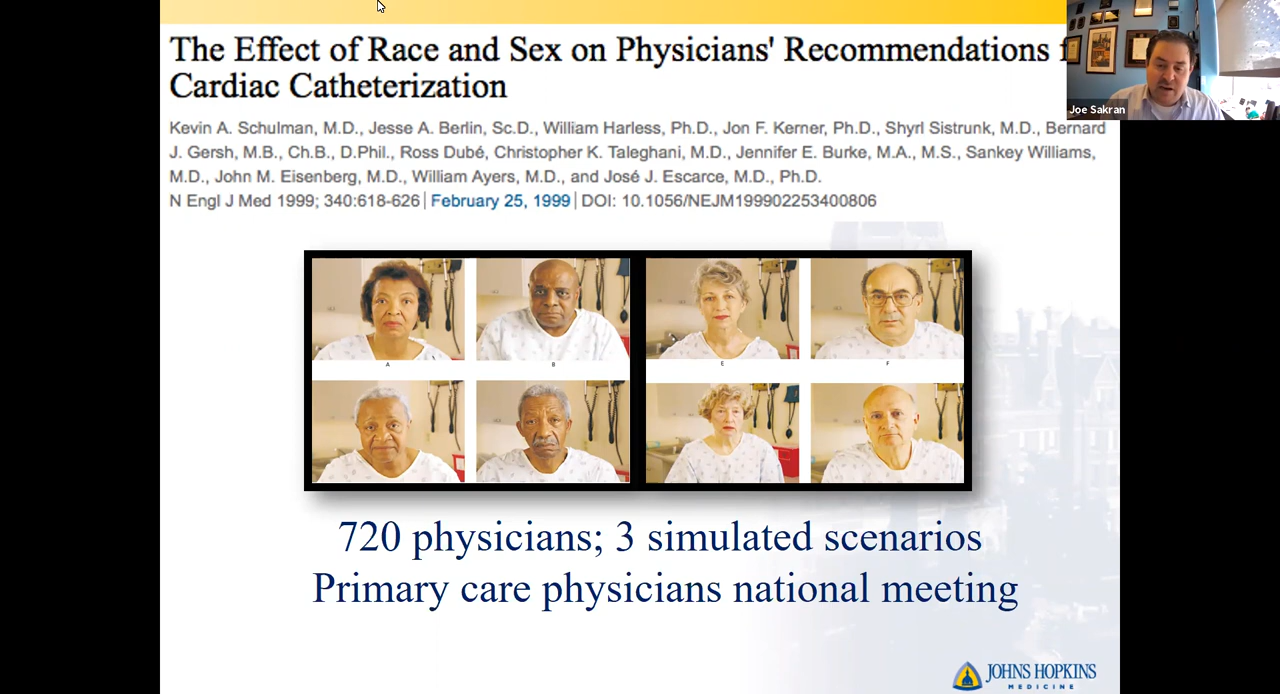 The Effect of Race and Sex on Physicians' Recommendations
Cardiac Catheterization
Joe Sakran
Kevin A. Schulman, M.D., Jesse A. Berlin, Sc.D., William Harless, Ph.D., Jon F. Kerner, Ph.D., Shyrl Sistrunk, M.D., Bernard
J. Gersh, M.B., Ch.B., D.Phil., Ross Dubé, Christopher K. Taleghani, M.D., Jennifer E. Burke, M.A., M.S., Sankey Williams,
M.D., John M. Eisenberg, M.D., William Ayers, M.D., and José J. Escarce, M.D., Ph.D.
N Engl J Med 1999; 340:618-626 | February 25, 1999 | DOI: 10.1056/NEJM199902253400806
A B E F
720 physicians; 3 simulated scenarios
Primary care physicians national meeting
JOHNS HOPKINS
MEDICINE